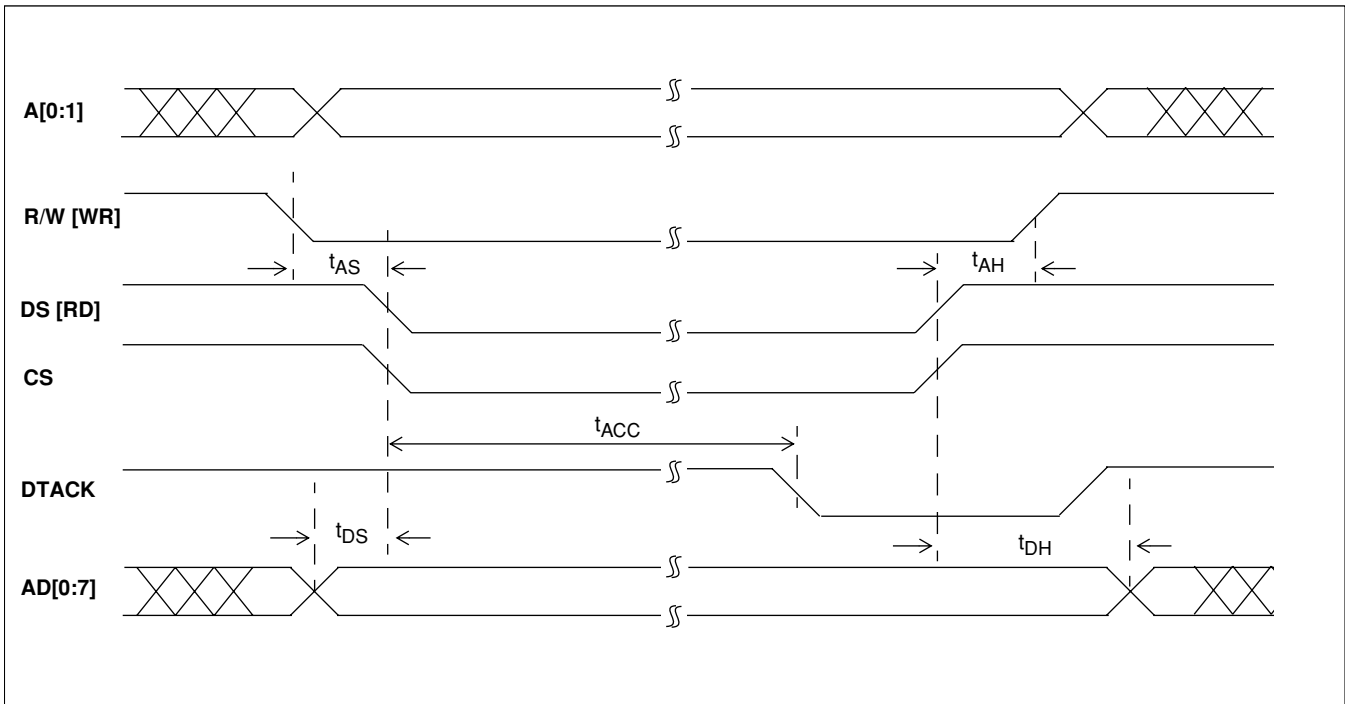 A[0:1]
R/W [WR]
tAS
tAH
DS [RD]
CS
tACC
DTACK
tDS
tDH
AD[0:7]